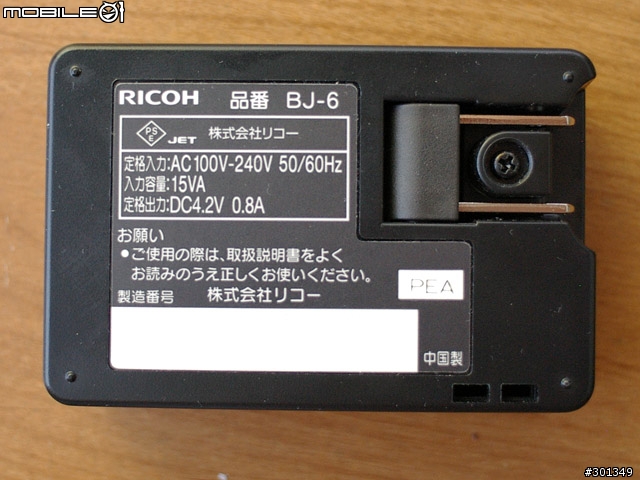 MOBILE01
RICOH 品番 BJ-6
PS
E JET 株式会社リコー
定格入力:AC100V-240V 50/60Hz
入力容量:15VA
定格出力:DC4.2V 0.8A
お願い
●ご使用の際は、取扱説明書をよく
お読みのうえ正しくお使いください。
PEA
製造番号 株式会社リコー
中国製
#301349